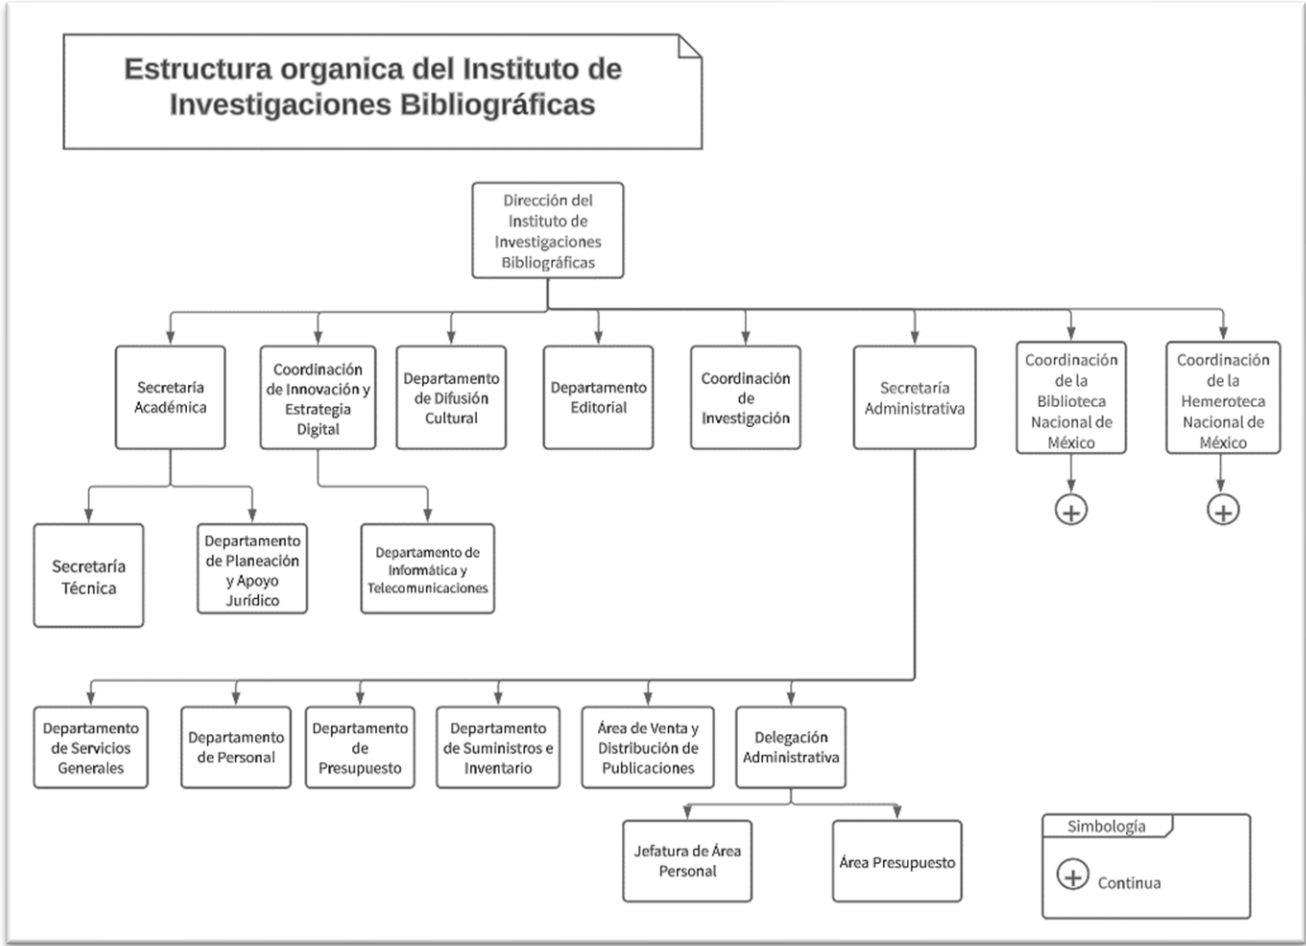 Estructura organica del Instituto de
Investigaciones Bibliográficas
Dirección del
Instituto de
Investigaciones
Bibliográficas
Secretaría
Académica
Coordinación
de Innovación y
Estrategia
Digital
Departamento
de Difusión
Cultural
Departamento
Editorial
Coordinación
de
Investigación
Secretaría
Administrativa
Coordinación
de la
Biblioteca
Nacional de
México
Coordinación
de la
Hemeroteca
Nacional de
México
Secretaría
Técnica
Departamento
de Planeación
y Apoyo
Jurídico
Departamento de
Informática y
Telecomunicaciones
Departamento
de Servicios
Generales
Departamento
de Personal
Departamento
de
Presupuesto
Departamento
de Suministros e
Inventario
Área de Venta y
Distribución de
Publicaciones
Delegación
Administrativa
Jefatura de Área
Personal
Área Presupuesto
Simbología
Continua